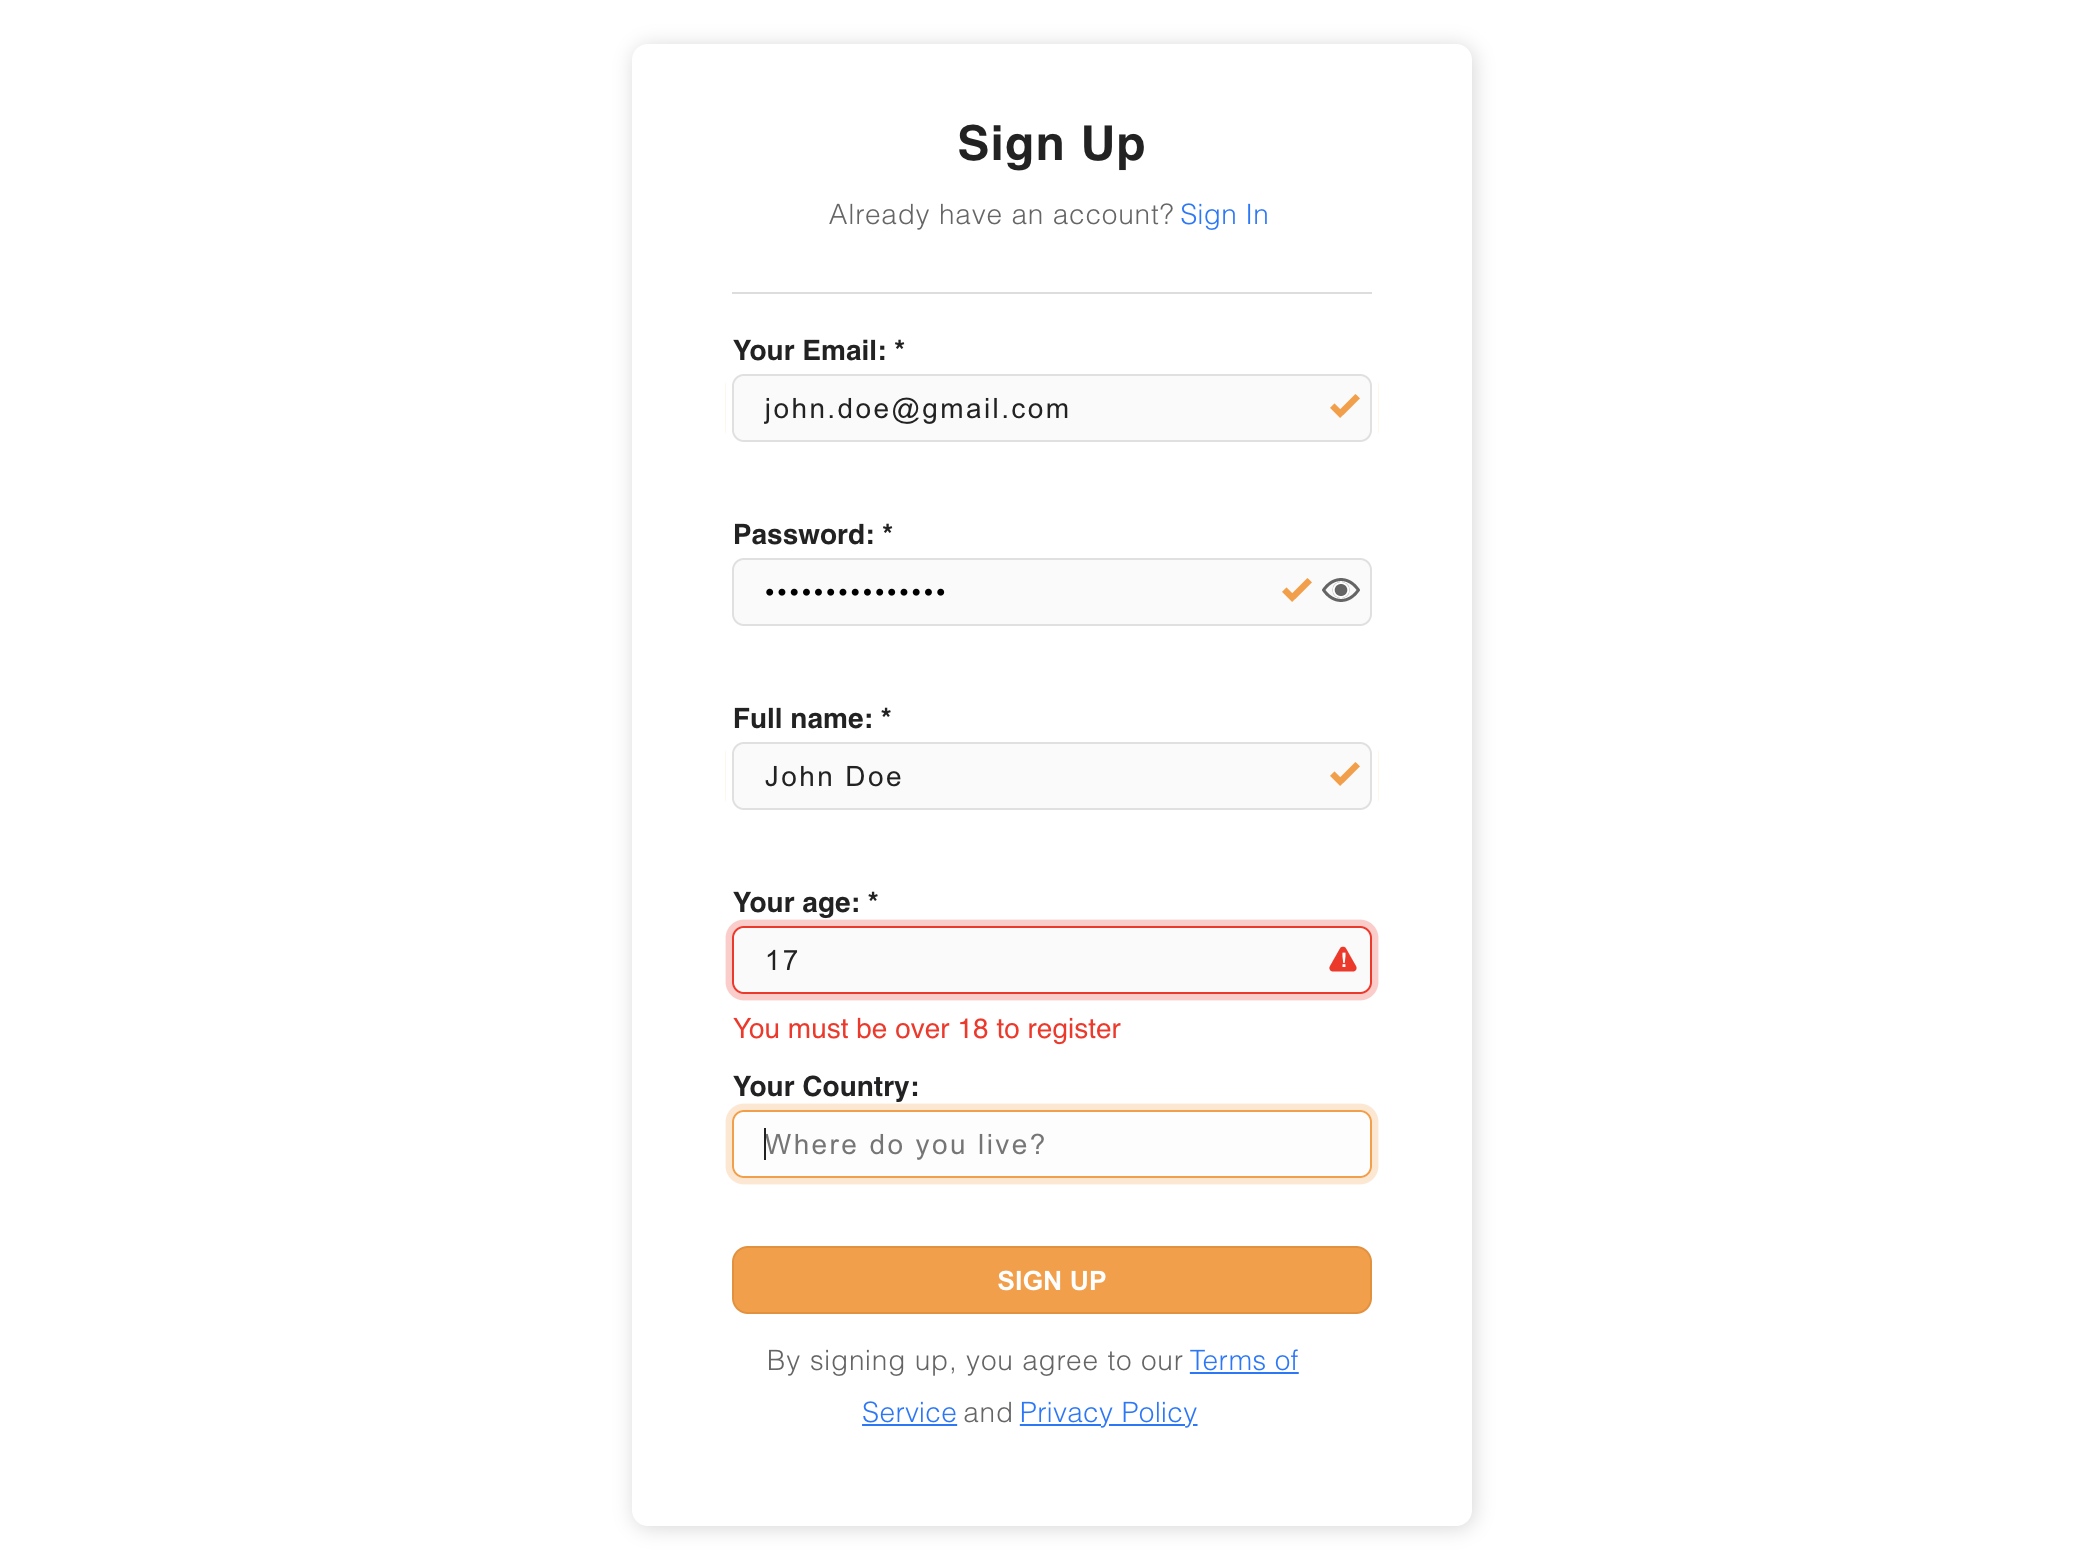 Sign Up
Already have an account? Sign In
Your Email: *
john.doe@gmail.com
Password: *
•••••••••••••••
Full name: *
John Doe
Your age: *
17
You must be over 18 to register
Your Country:
Where do you live?
SIGN UP
By signing up, you agree to our Terms of
Service and Privacy Policy